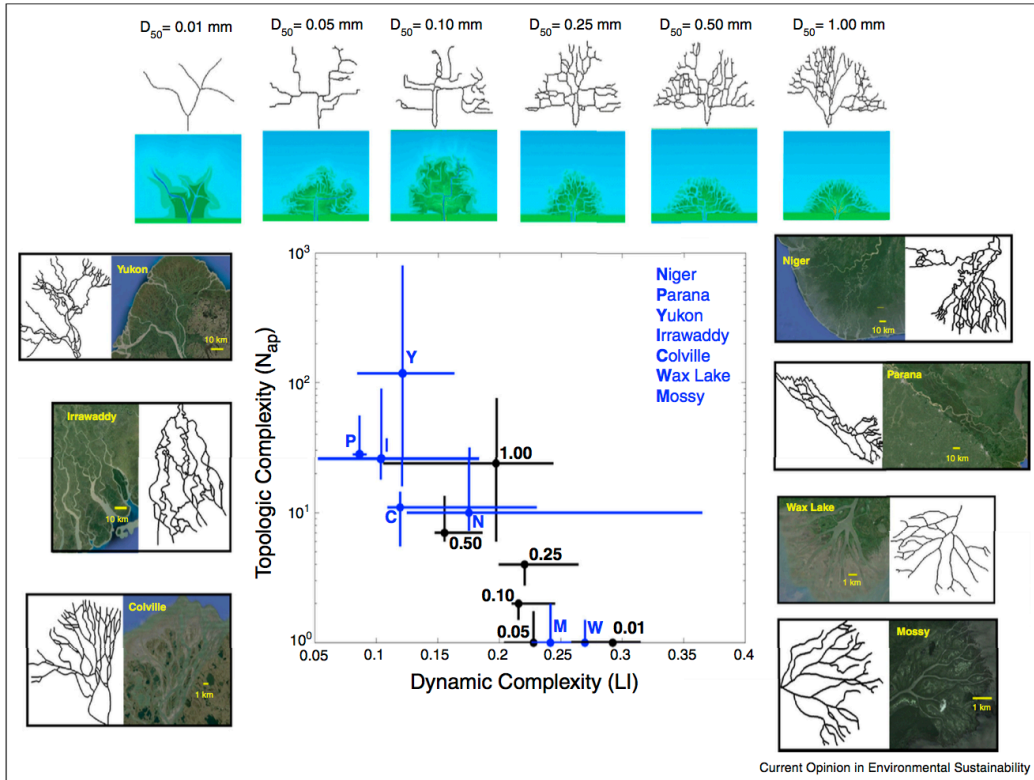 D50= 0.01 mm
D50= 0.05 mm
D50= 0.10 mm
D50= 0.25 mm
D50= 0.50 mm
D50= 1.00 mm
Yukon
10 km
Irrawaddy
10 km
Colville
1 km
Topologic Complexity (Nap)
10³
10²
10¹
10⁰
Y
P
I
1.00
C
N
0.50
0.25
0.10
0.05
M
W
0.01
Niger
Parana
Yukon
Irrawaddy
Colville
Wax Lake
Mossy
0.05
0.1
0.15
0.2
0.25
0.3
0.35
0.4
Dynamic Complexity (LI)
Niger
10 km
Parana
10 km
Wax Lake
1 km
Mossy
1 km
Current Opinion in Environmental Sustainability